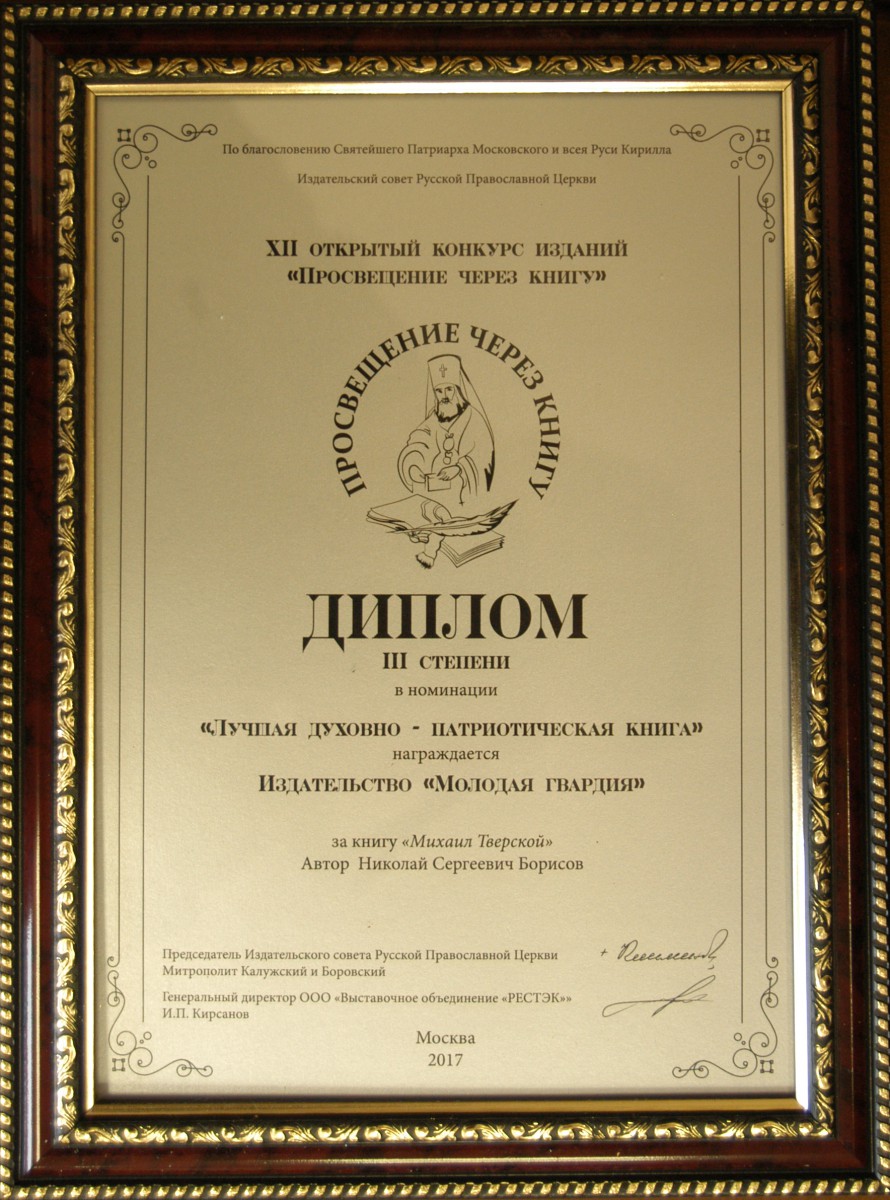 По благословению Святейшего Патриарха Московского и всея Руси Кирилла
Издательский совет Русской Православной Церкви
XII ОТКРЫТЫЙ КОНКУРС ИЗДАНИЙ
«ПРОСВЕЩЕНИЕ ЧЕРЕЗ КНИГУ»
ПРОСВЕЩЕНИЕ ЧЕРЕЗ КНИГУ
ДИПЛОМ
III СТЕПЕНИ
в номинации
«ЛУЧШАЯ ДУХОВНО - ПАТРИОТИЧЕСКАЯ КНИГА»
награждается
ИЗДАТЕЛЬСТВО «МОЛОДАЯ ГВАРДИЯ»
за книгу «Михаил Тверской»
Автор Николай Сергеевич Борисов
Председатель Издательского совета Русской Православной Церкви
Митрополит Калужский и Боровский
Генеральный директор ООО «Выставочное объединение «РЕСТЭК»»
И.П. Кирсанов
Москва
2017